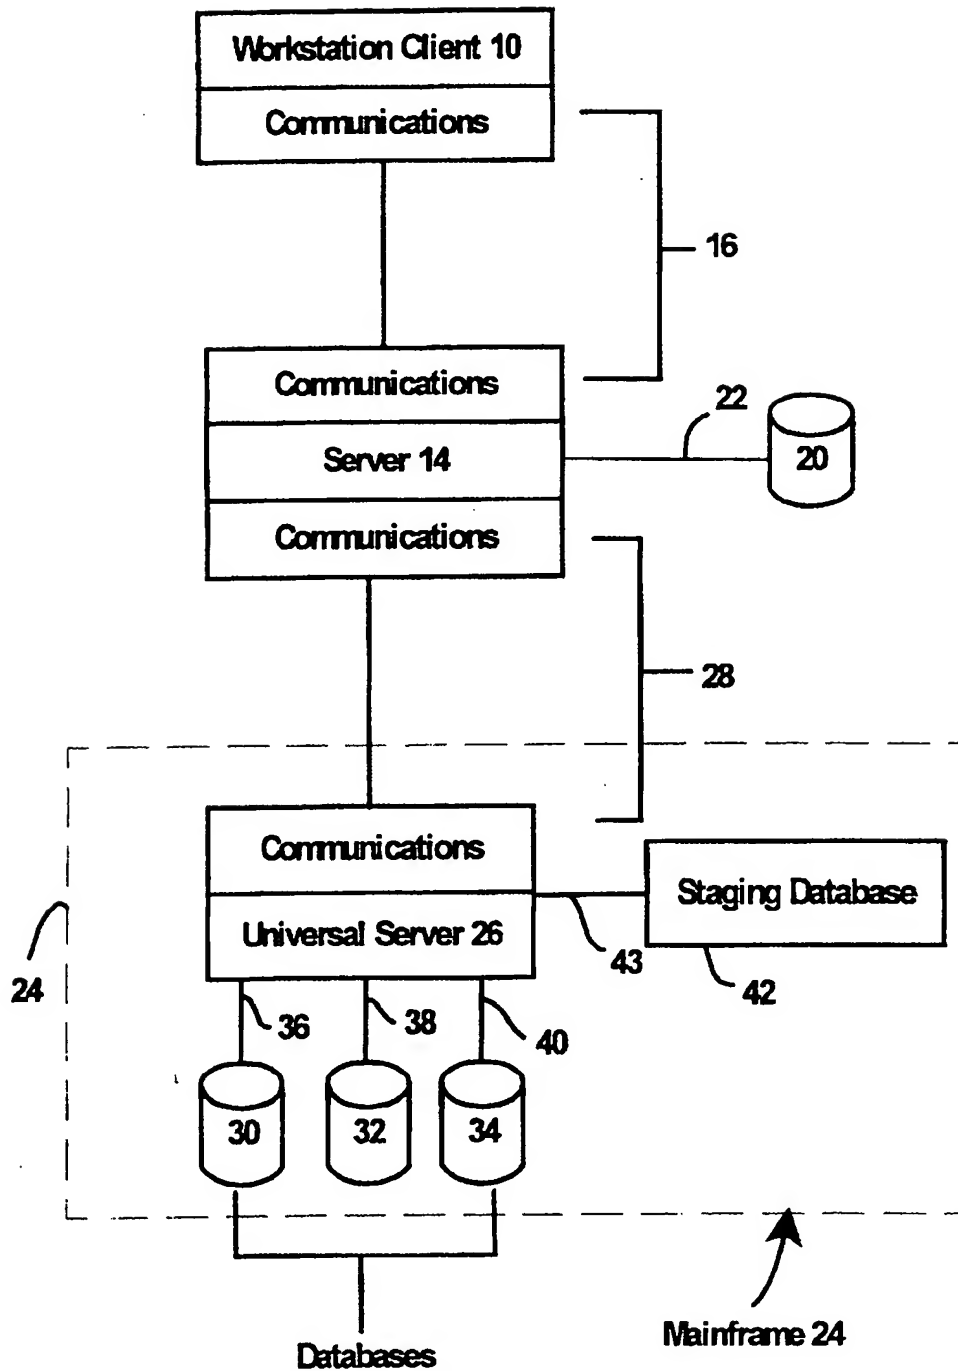 Workstation Client 10
Communications
16
Communications
22
Server 14
20
Communications
28
Communications
Staging Database
Universal Server 26
43
42
24
36
38
40
30
32
34
Mainframe 24
Databases